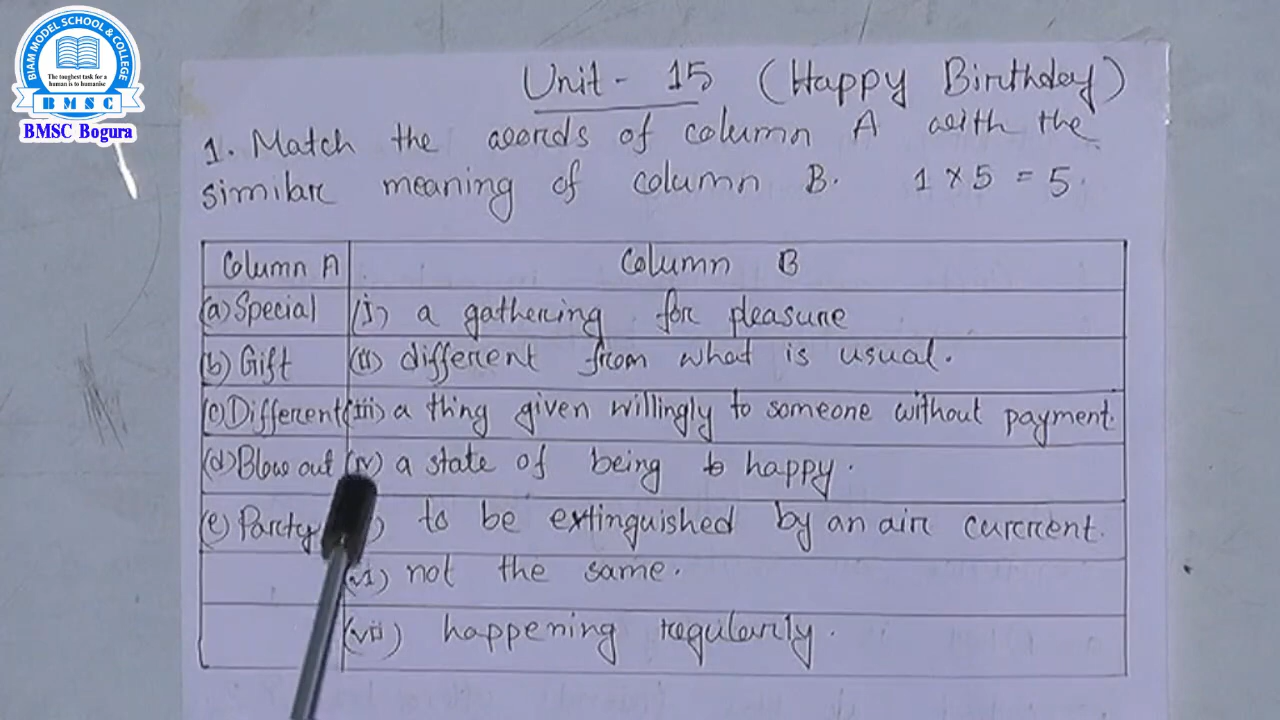 BIAM MODEL SCHOOL & COLLEGE
The toughest task for a
human is to humanise
B M S C
BMSC Bogura
Unit - 15 (Happy Birthday)
1. Match the words of column A with the
similar meaning of column B. 1 × 5 = 5.
Column A Column B
(a) Special (i) a gathering for pleasure
(b) Gift (ii) different from what is usual.
(c) Different (iii) a thing given willingly to someone without payment.
(d) Blow out (iv) a state of being happy.
(e) Party to be extinguished by an air current.
(vi) not the same.
(vii) happening regularly.